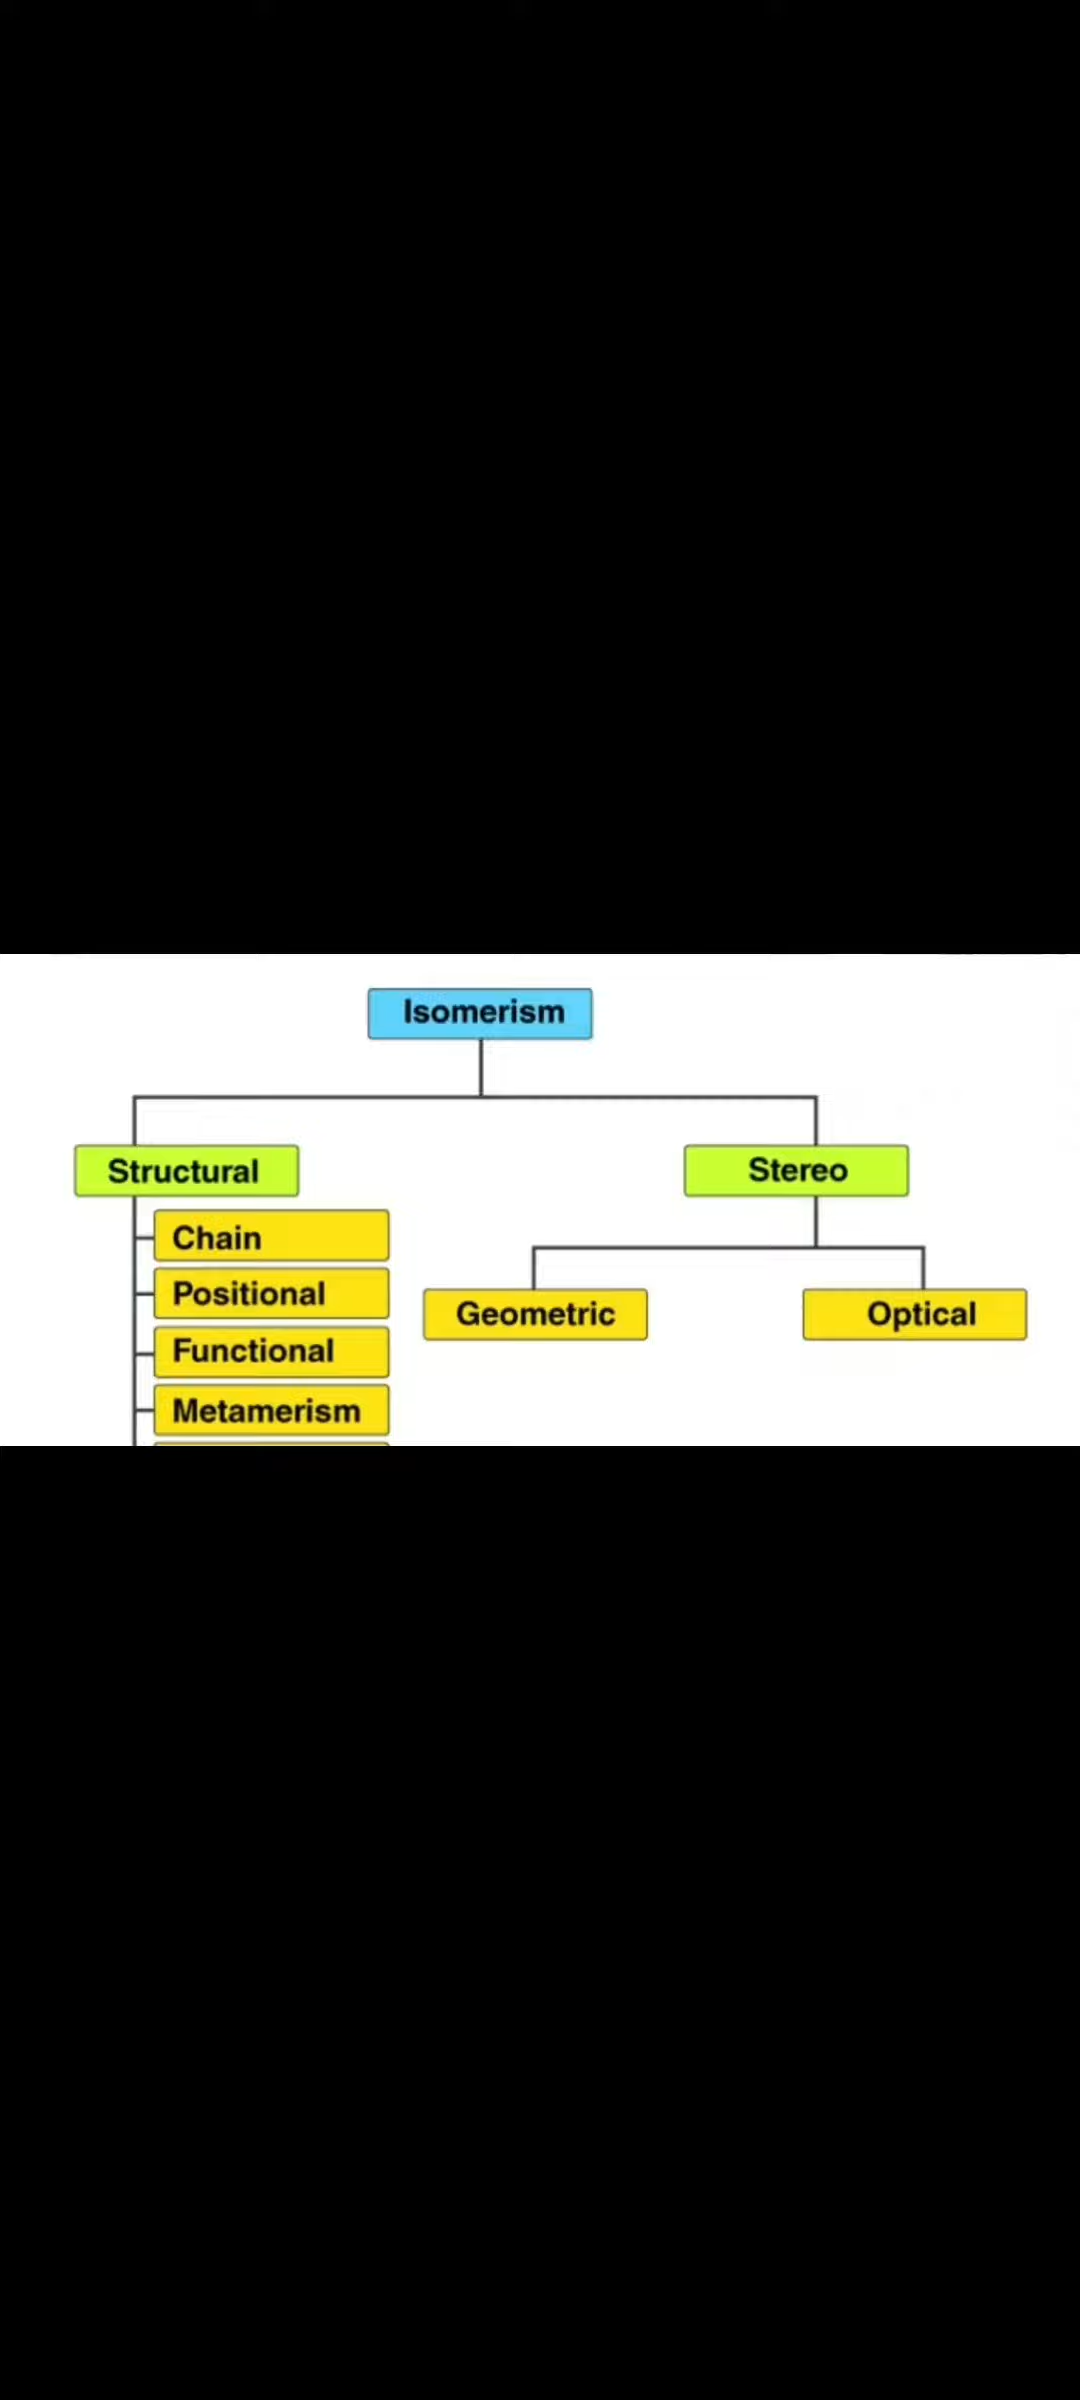 Isomerism
Structural
Stereo
Chain
Positional
Functional
Metamerism
Geometric
Optical